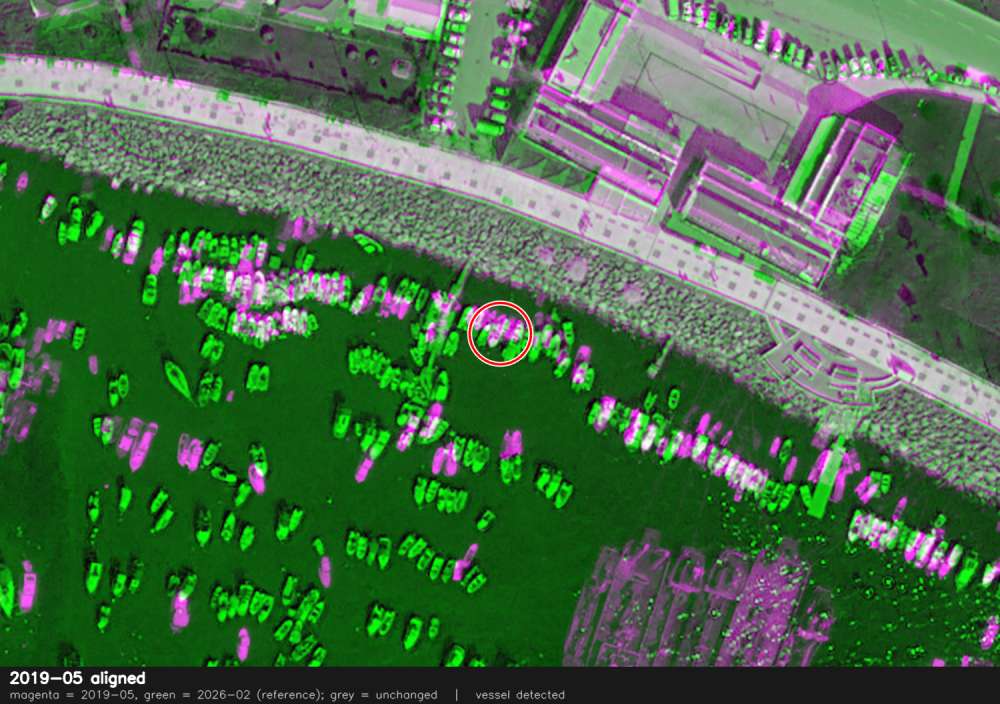 2019-05 aligned
magenta = 2019-05, green = 2026-02 (reference); grey = unchanged | vessel detected